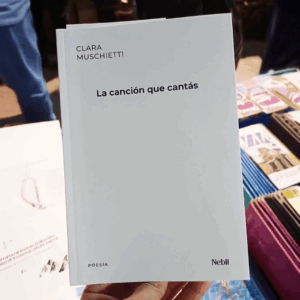 CLARA
MUSCHIETTI
La canción que cantás
POESÍA
Nebli